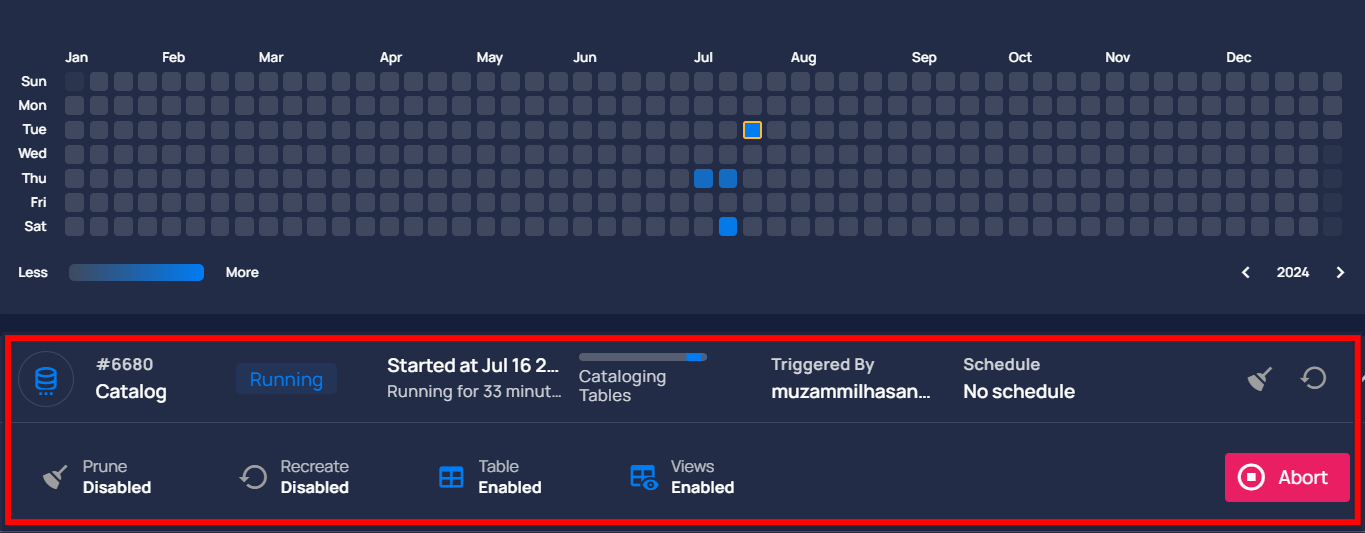 Jan Feb Mar Apr May Jun Jul Aug Sep Oct Nov Dec
Sun
Mon
Tue
Wed
Thu
Fri
Sat
Less More 2024
#6680
Catalog
Running
Started at Jul 16 2...
Running for 33 minut...
Cataloging
Tables
Triggered By
muzammilhasan...
Schedule
No schedule
Prune
Disabled
Recreate
Disabled
Table
Enabled
Views
Enabled
Abort